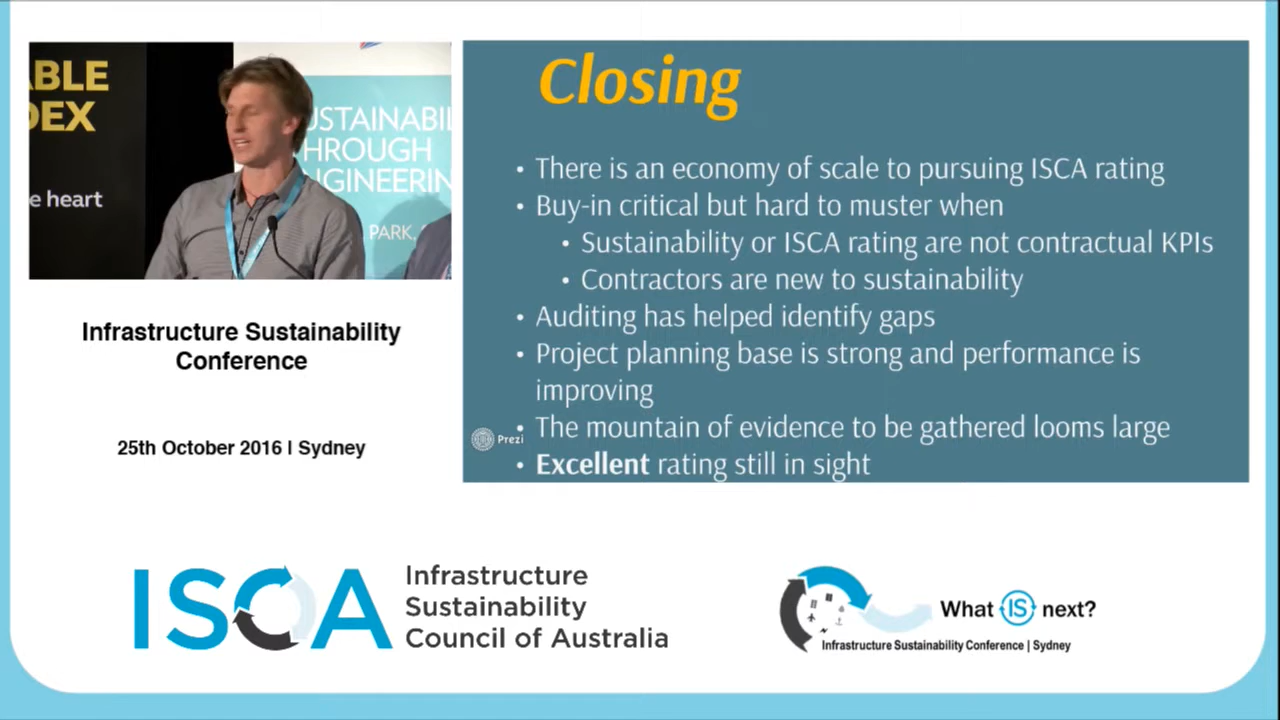 ABLE
DEX
e heart
USTAINABIL
HROUGH
NGINEERIN
PARK,
Infrastructure Sustainability
Conference
25th October 2016 | Sydney
Closing
• There is an economy of scale to pursuing ISCA rating
• Buy-in critical but hard to muster when
• Sustainability or ISCA rating are not contractual KPIs
• Contractors are new to sustainability
• Auditing has helped identify gaps
• Project planning base is strong and performance is
improving
• The mountain of evidence to be gathered looms large
Prezi
• Excellent rating still in sight
ISCA
Infrastructure
Sustainability
Council of Australia
What IS next?
Infrastructure Sustainability Conference | Sydney